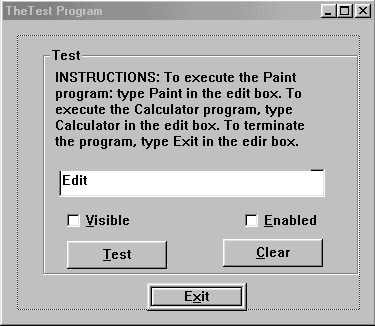 TheTest Program
Test
INSTRUCTIONS: To execute the Paint
program: type Paint in the edit box. To
execute the Calculator program, type
Calculator in the edit box. To terminate
the program, type Exit in the edir box.
Edit
Visible
Enabled
Test
Clear
Exit